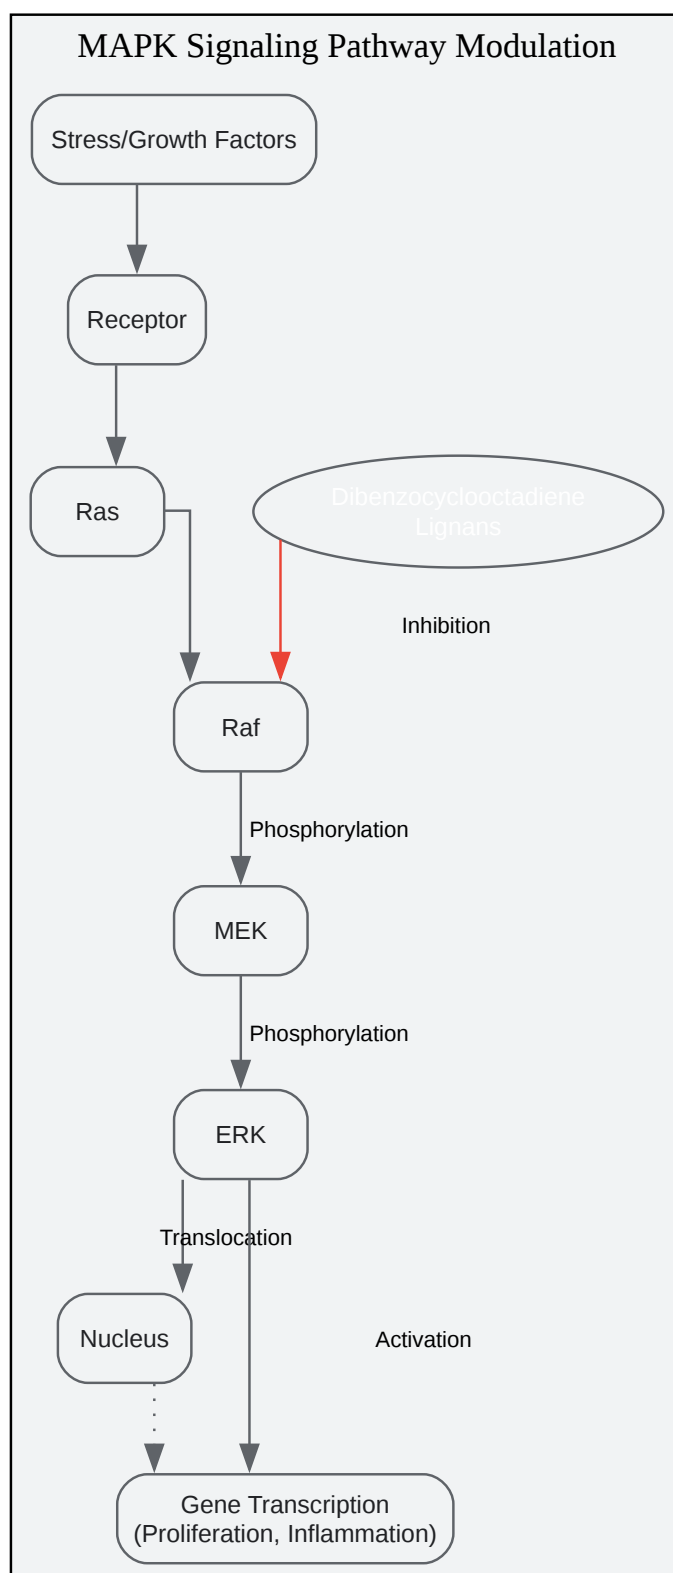 MAPK Signaling Pathway Modulation
Stress/Growth Factors
Receptor
Ras
Dibenzocyclooctadiene
Lignans
Inhibition
Raf
Phosphorylation
MEK
Phosphorylation
ERK
Translocation
Nucleus
Activation
Gene Transcription
(Proliferation, Inflammation)